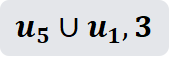 u₅ ∪ u₁, 3